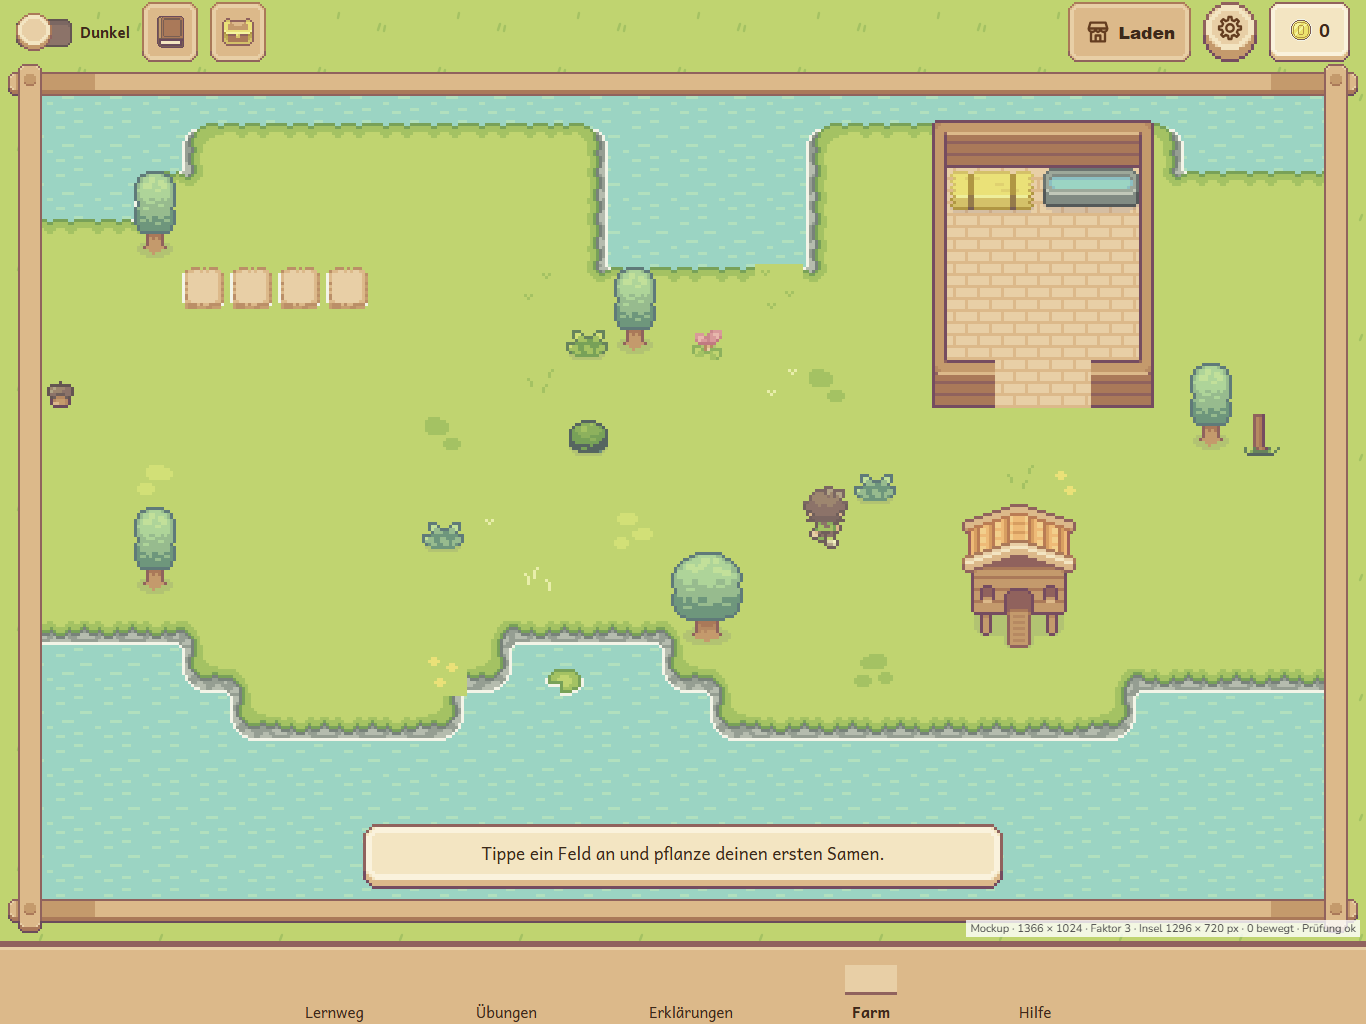 Dunkel
Laden
0
Tippe ein Feld an und pflanze deinen ersten Samen.
Mockup · 1366 × 1024 · Faktor 3 · Insel 1296 × 720 px · 0 bewegt · Prüfung ok
Lernweg
Übungen
Erklärungen
Farm
Hilfe